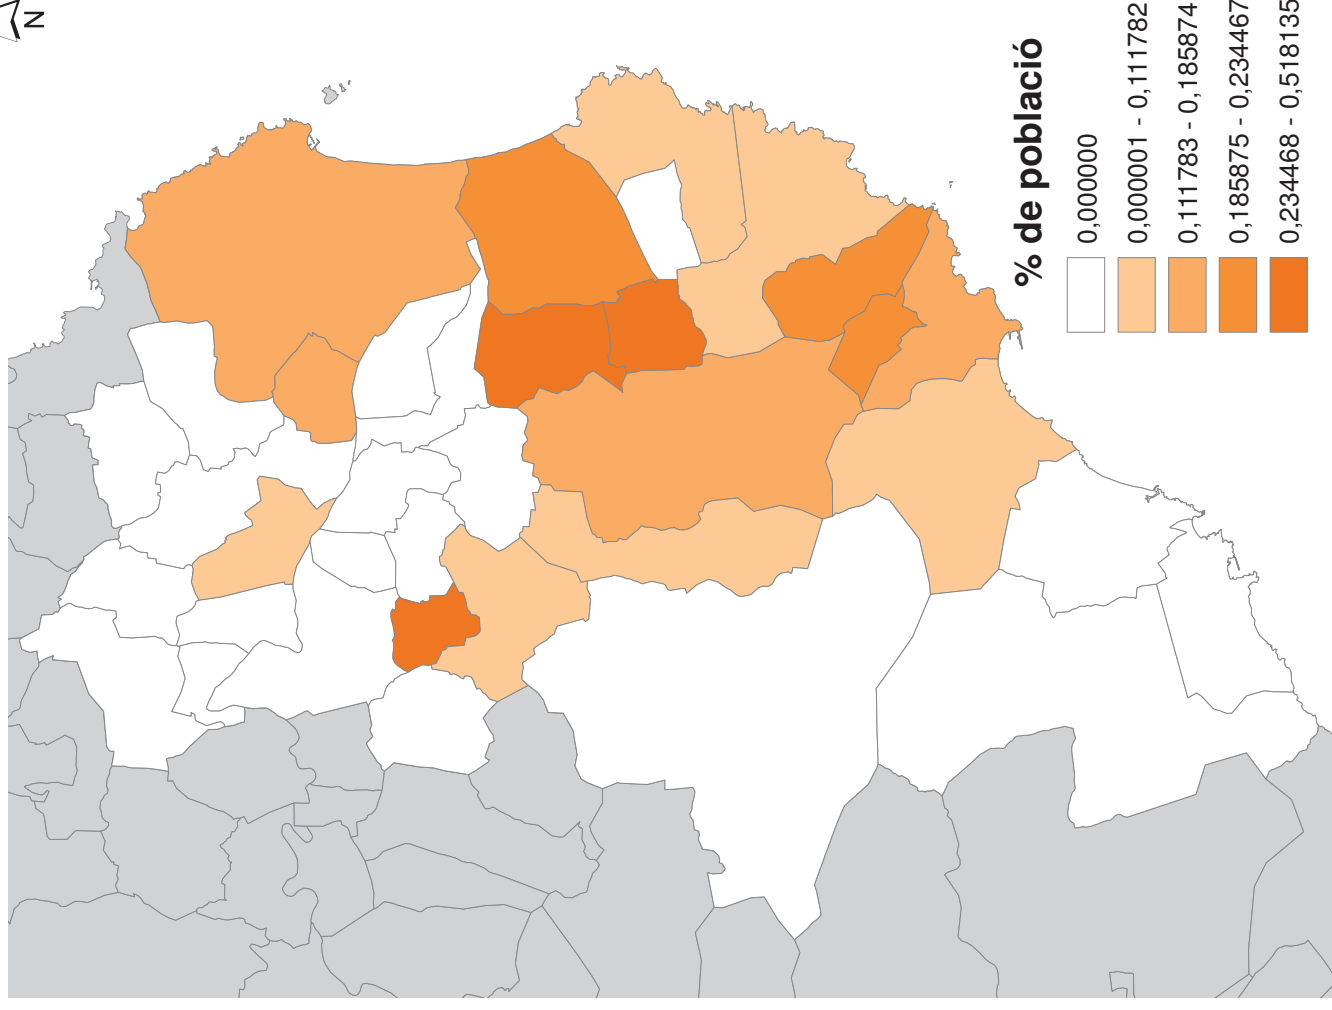 N
% de població
0,000000
0,000001 - 0,111782
0,111783 - 0,185874
0,185875 - 0,234467
0,234468 - 0,518135